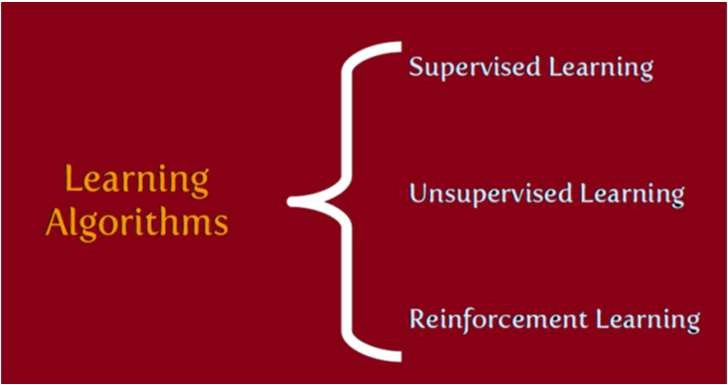 Learning
Algorithms
Supervised Learning
Unsupervised Learning
Reinforcement Learning